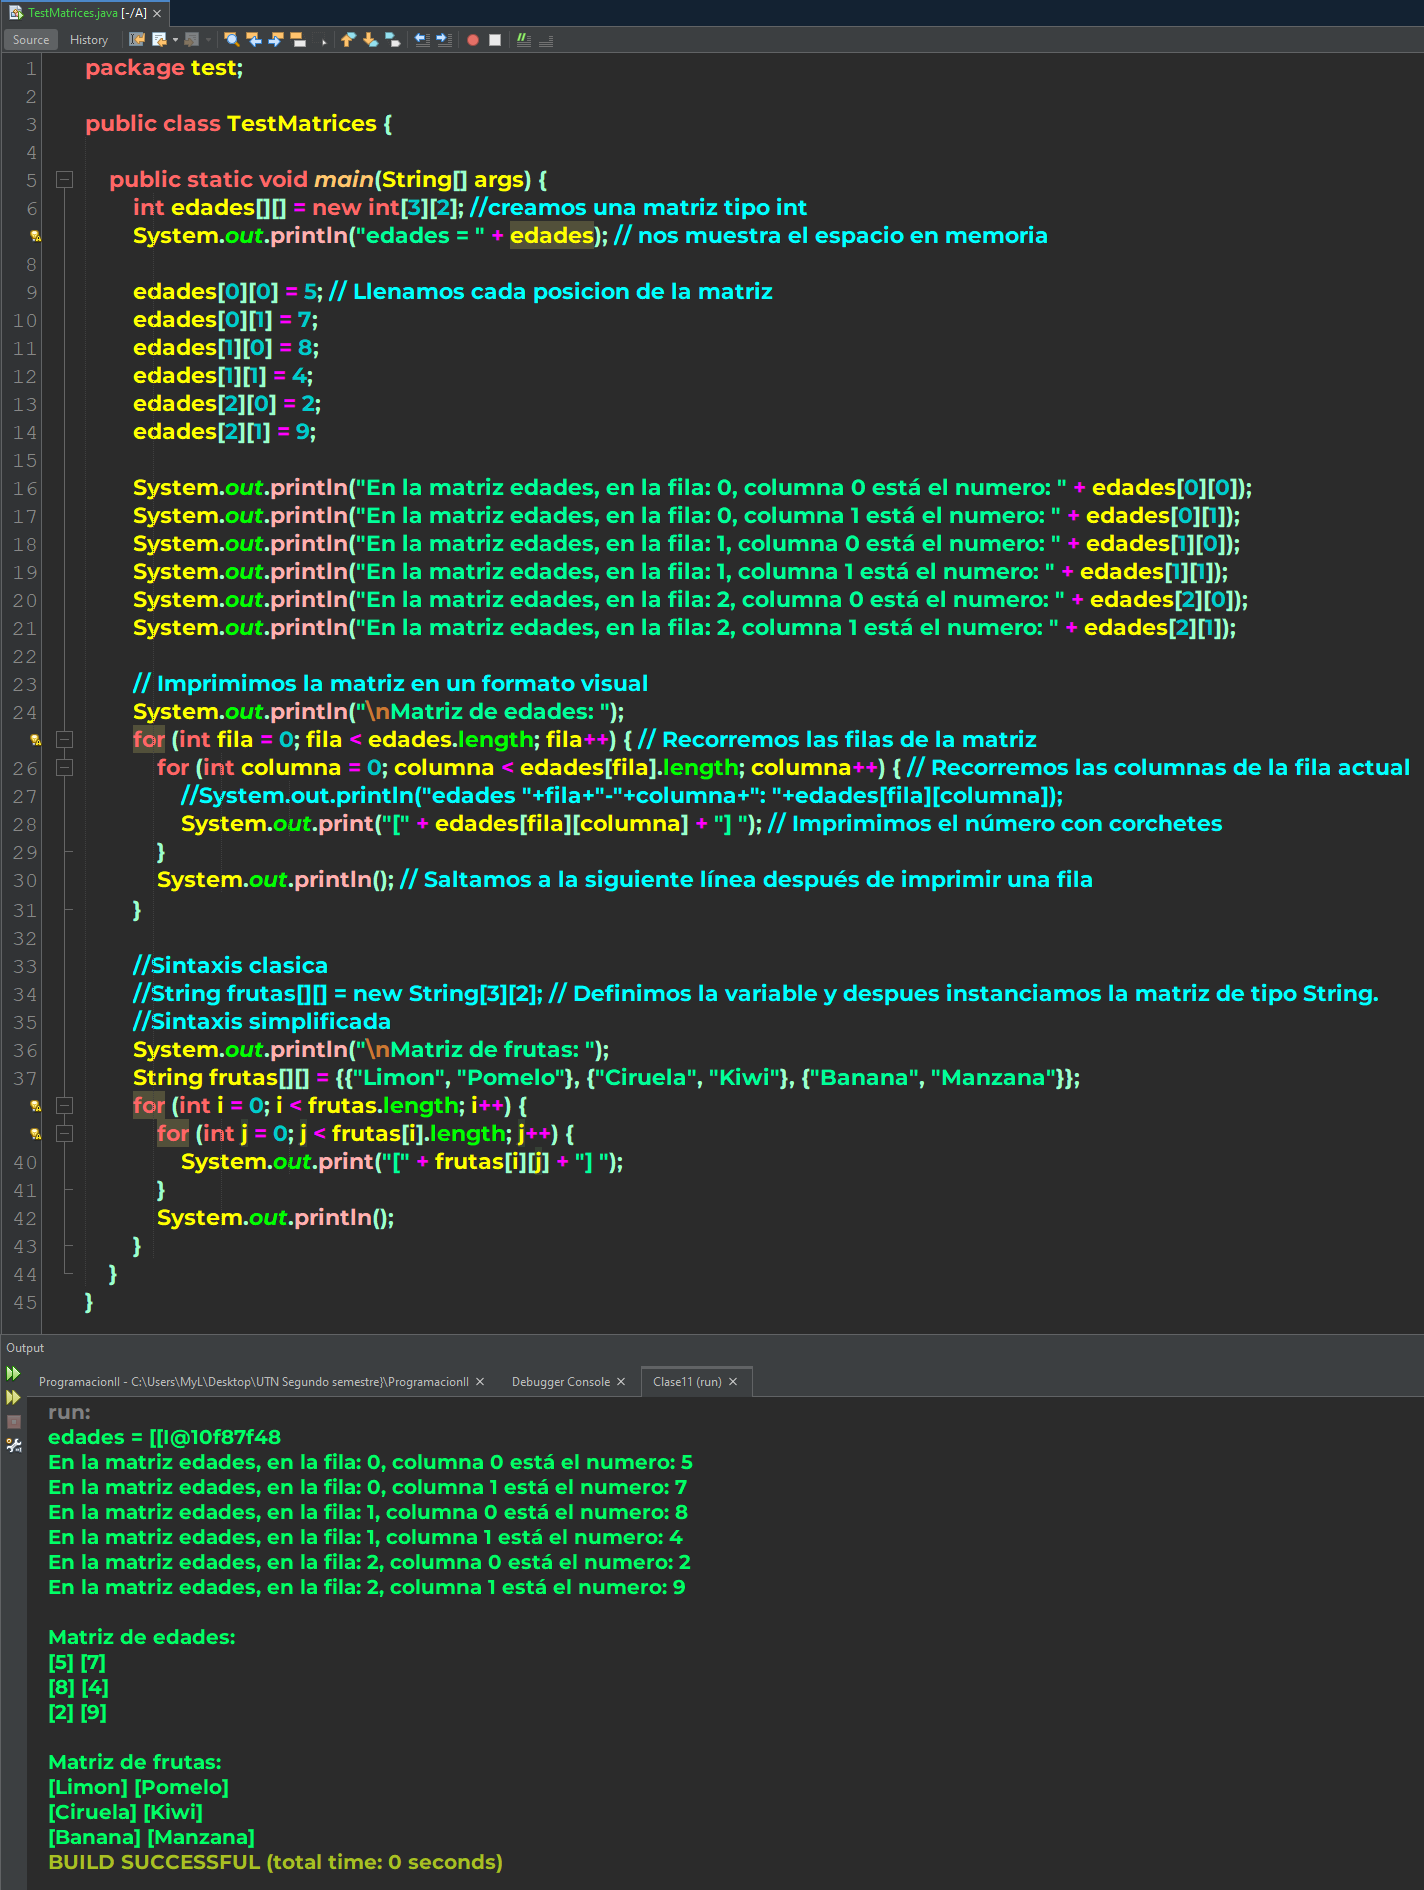 TestMatrices.java [-/A] ×
Source History
1 package test;
2
3 public class TestMatrices {
4
5 public static void main(String[] args) {
6 int edades[][] = new int[3][2]; //creamos una matriz tipo int
System.out.println("edades = " + edades); // nos muestra el espacio en memoria
8
9 edades[0][0] = 5; // Llenamos cada posicion de la matriz
10 edades[0][1] = 7;
11 edades[1][0] = 8;
12 edades[1][1] = 4;
13 edades[2][0] = 2;
14 edades[2][1] = 9;
15
16 System.out.println("En la matriz edades, en la fila: 0, columna 0 está el numero: " + edades[0][0]);
17 System.out.println("En la matriz edades, en la fila: 0, columna 1 está el numero: " + edades[0][1]);
18 System.out.println("En la matriz edades, en la fila: 1, columna 0 está el numero: " + edades[1][0]);
19 System.out.println("En la matriz edades, en la fila: 1, columna 1 está el numero: " + edades[1][1]);
20 System.out.println("En la matriz edades, en la fila: 2, columna 0 está el numero: " + edades[2][0]);
21 System.out.println("En la matriz edades, en la fila: 2, columna 1 está el numero: " + edades[2][1]);
22
23 // Imprimimos la matriz en un formato visual
24 System.out.println("\nMatriz de edades: ");
for (int fila = 0; fila < edades.length; fila++) { // Recorremos las filas de la matriz
26 for (int columna = 0; columna < edades[fila].length; columna++) { // Recorremos las columnas de la fila actual
27 //System.out.println("edades "+fila+"-"+columna+": "+edades[fila][columna]);
28 System.out.print("[" + edades[fila][columna] + "] "); // Imprimimos el número con corchetes
29 }
30 System.out.println(); // Saltamos a la siguiente línea después de imprimir una fila
31 }
32
33 //Sintaxis clasica
34 //String frutas[][] = new String[3][2]; // Definimos la variable y despues instanciamos la matriz de tipo String.
35 //Sintaxis simplificada
36 System.out.println("\nMatriz de frutas: ");
37 String frutas[][] = {{"Limon", "Pomelo"}, {"Ciruela", "Kiwi"}, {"Banana", "Manzana"}};
for (int i = 0; i < frutas.length; i++) {
for (int j = 0; j < frutas[i].length; j++) {
40 System.out.print("[" + frutas[i][j] + "] ");
41 }
42 System.out.println();
43 }
44 }
45 }
Output
ProgramacionII - C:\Users\MyL\Desktop\UTN Segundo semestre}\ProgramacionII × Debugger Console × Clase11 (run) ×
run:
edades = [[I@10f87f48
En la matriz edades, en la fila: 0, columna 0 está el numero: 5
En la matriz edades, en la fila: 0, columna 1 está el numero: 7
En la matriz edades, en la fila: 1, columna 0 está el numero: 8
En la matriz edades, en la fila: 1, columna 1 está el numero: 4
En la matriz edades, en la fila: 2, columna 0 está el numero: 2
En la matriz edades, en la fila: 2, columna 1 está el numero: 9
Matriz de edades:
[5] [7]
[8] [4]
[2] [9]
Matriz de frutas:
[Limon] [Pomelo]
[Ciruela] [Kiwi]
[Banana] [Manzana]
BUILD SUCCESSFUL (total time: 0 seconds)